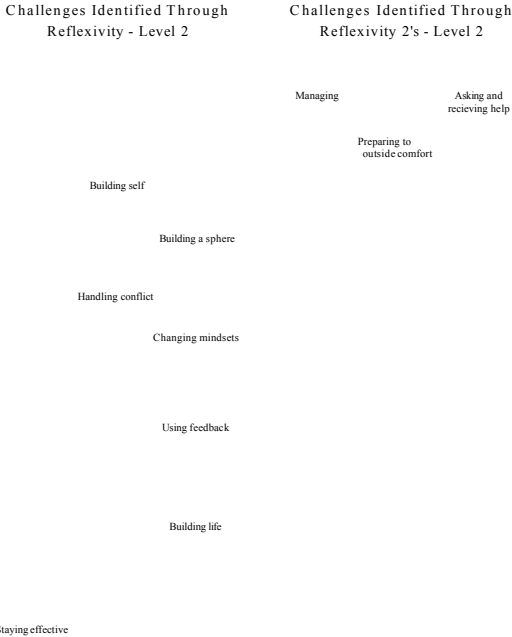 Challenges Identified Through
Reflexivity - Level 2
Challenges Identified Through
Reflexivity 2's - Level 2
Managing
Asking and
recieving help
Preparing to
outside comfort
Building self
Building a sphere
Handling conflict
Changing mindsets
Using feedback
Building life
Staying effective